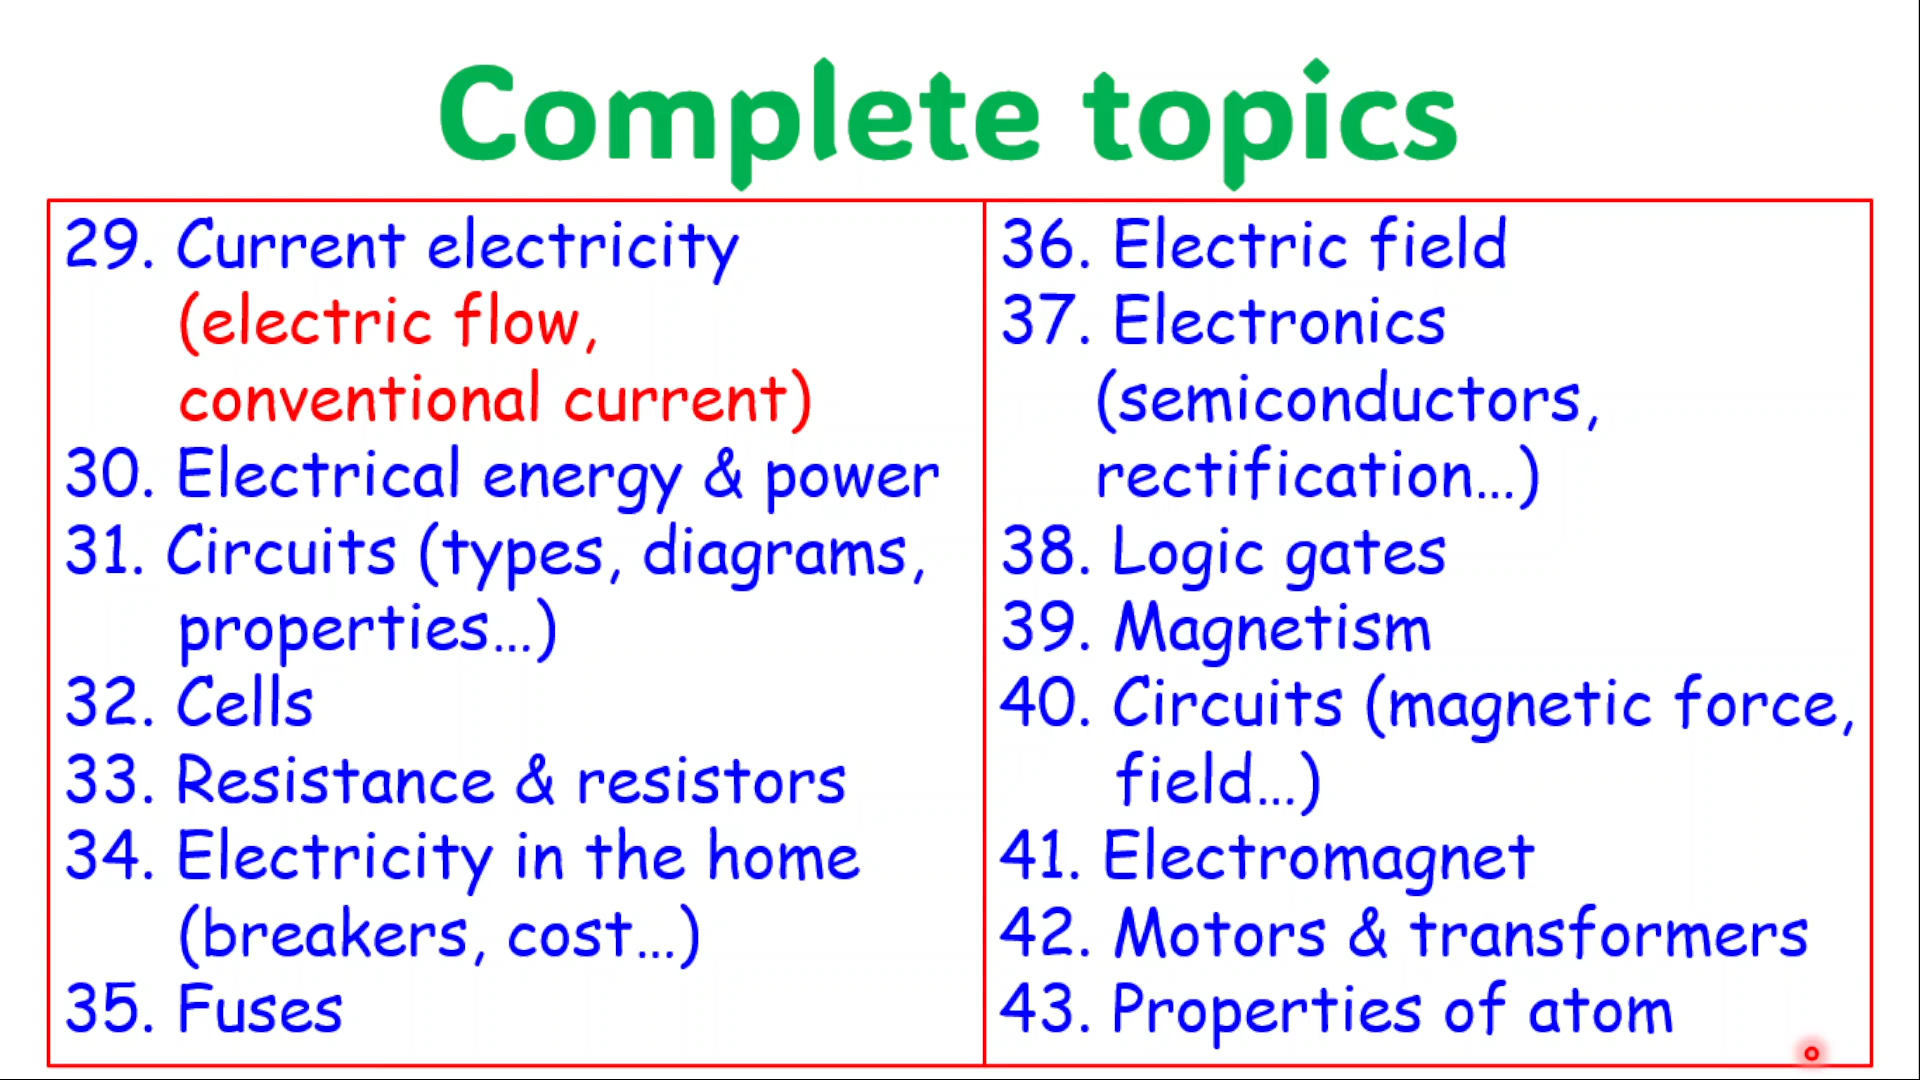 Complete topics
29. Current electricity
(electric flow,
conventional current)
30. Electrical energy & power
31. Circuits (types, diagrams,
properties...)
32. Cells
33. Resistance & resistors
34. Electricity in the home
(breakers, cost...)
35. Fuses
36. Electric field
37. Electronics
(semiconductors,
rectification...)
38. Logic gates
39. Magnetism
40. Circuits (magnetic force,
field...)
41. Electromagnet
42. Motors & transformers
43. Properties of atom